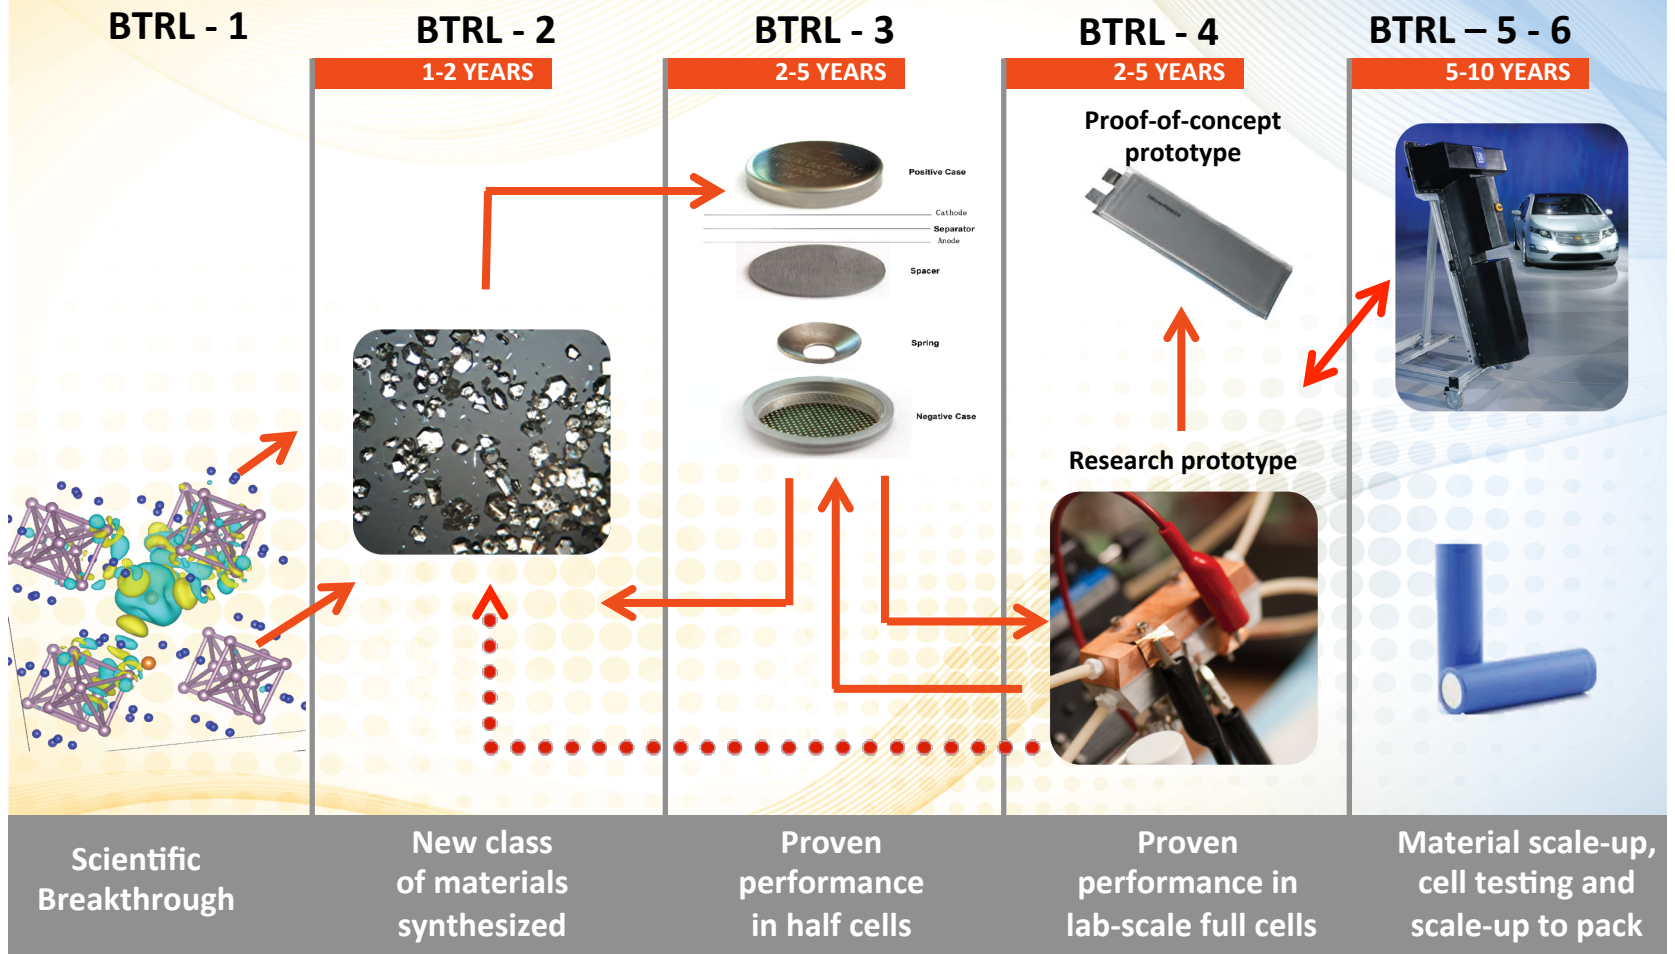 BTRL - 1
BTRL - 2
BTRL - 3
BTRL - 4
BTRL – 5 - 6
1-2 YEARS
2-5 YEARS
2-5 YEARS
5-10 YEARS
Positive Case
Cathode
Separator
Anode
Spacer
Spring
Negative Case
Proof-of-concept
prototype
Research prototype
Scientific
Breakthrough
New class
of materials
synthesized
Proven
performance
in half cells
Proven
performance in
lab-scale full cells
Material scale-up,
cell testing and
scale-up to pack